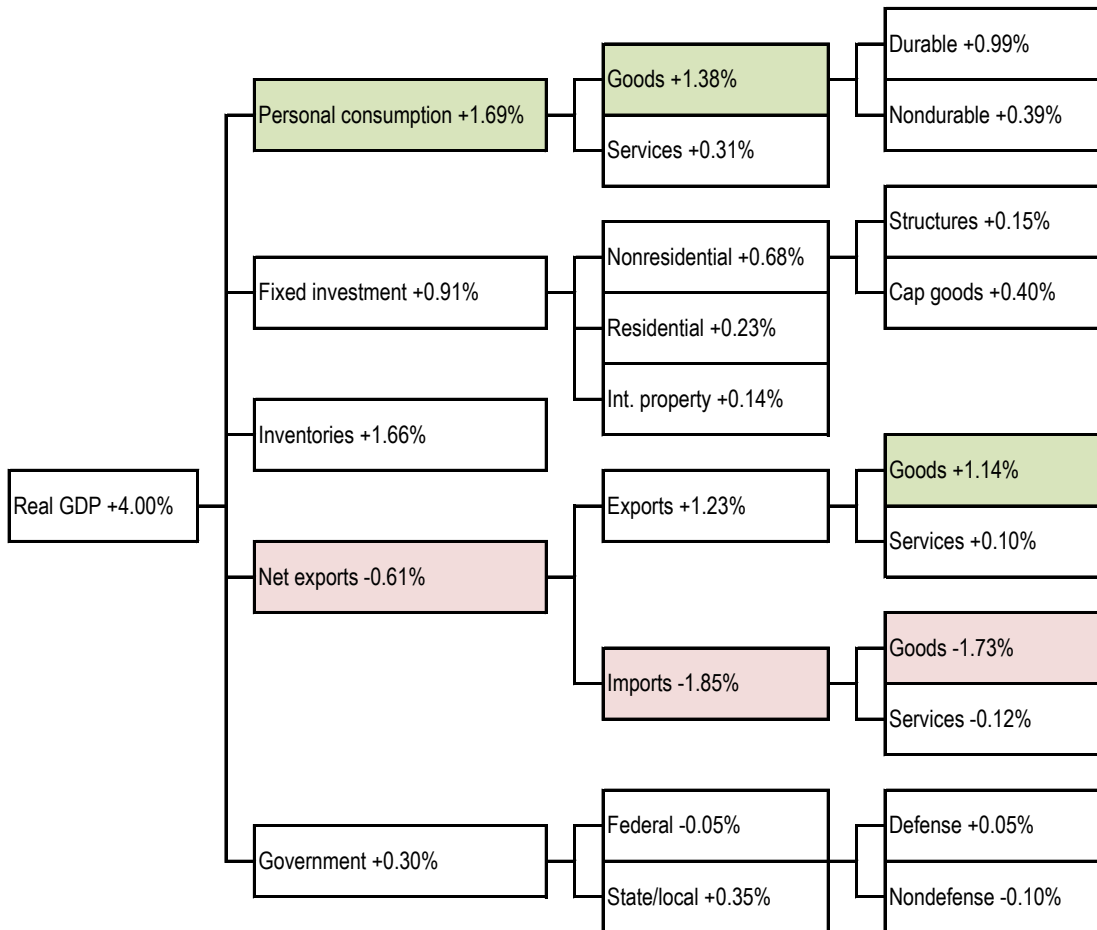 Durable +0.99%
Goods +1.38%
Personal consumption +1.69%
Nondurable +0.39%
Services +0.31%
Structures +0.15%
Nonresidential +0.68%
Fixed investment +0.91%
Cap goods +0.40%
Residential +0.23%
Int. property +0.14%
Inventories +1.66%
Goods +1.14%
Real GDP +4.00%
Exports +1.23%
Services +0.10%
Net exports -0.61%
Goods -1.73%
Imports -1.85%
Services -0.12%
Federal -0.05%
Defense +0.05%
Government +0.30%
State/local +0.35%
Nondefense -0.10%